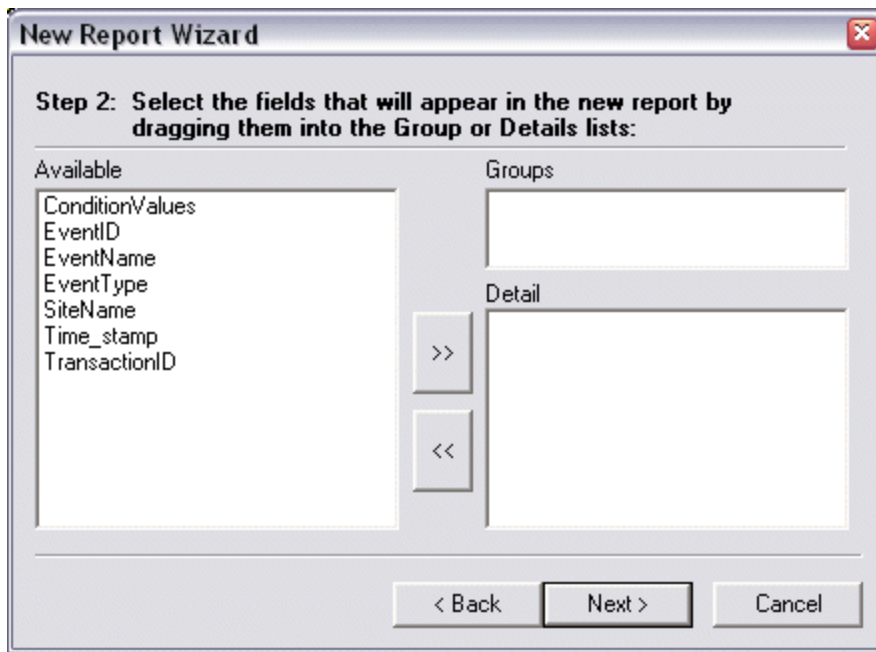 New Report Wizard
Step 2: Select the fields that will appear in the new report by
dragging them into the Group or Details lists:
Available
ConditionValues
EventID
EventName
EventType
SiteName
Time_stamp
TransactionID
Groups
Detail
>>
<<
< Back
Next >
Cancel